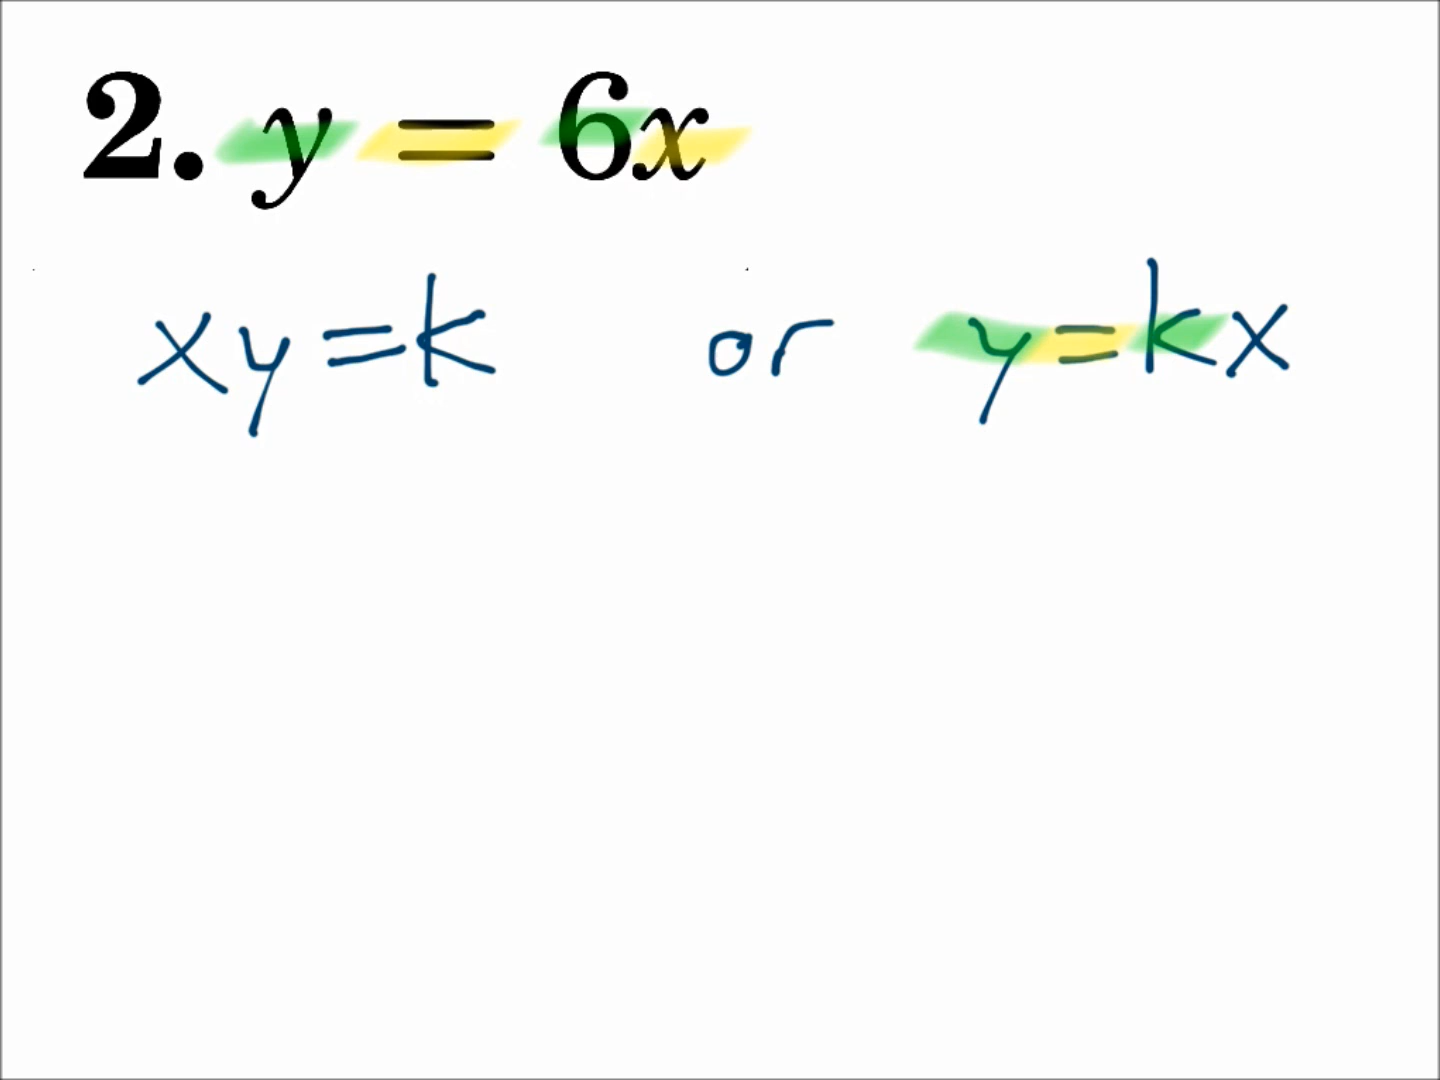 2. y = 6x
xy=k or y=kx